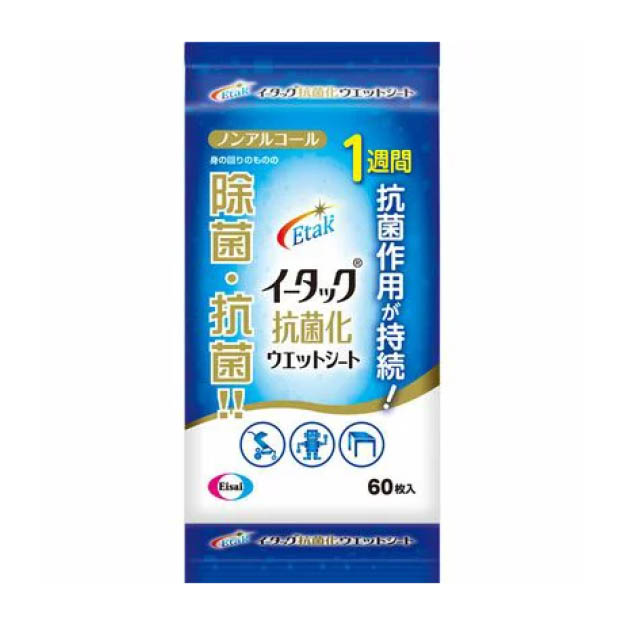 Etak イータック抗菌化ウエットシート
ノンアルコール
身の回りのものの
除菌・抗菌!!
1週間
抗菌作用が持続!
Etak
イータック®
抗菌化
ウエットシート
Eisai
60枚入
Etak イータック抗菌化ウエットシート